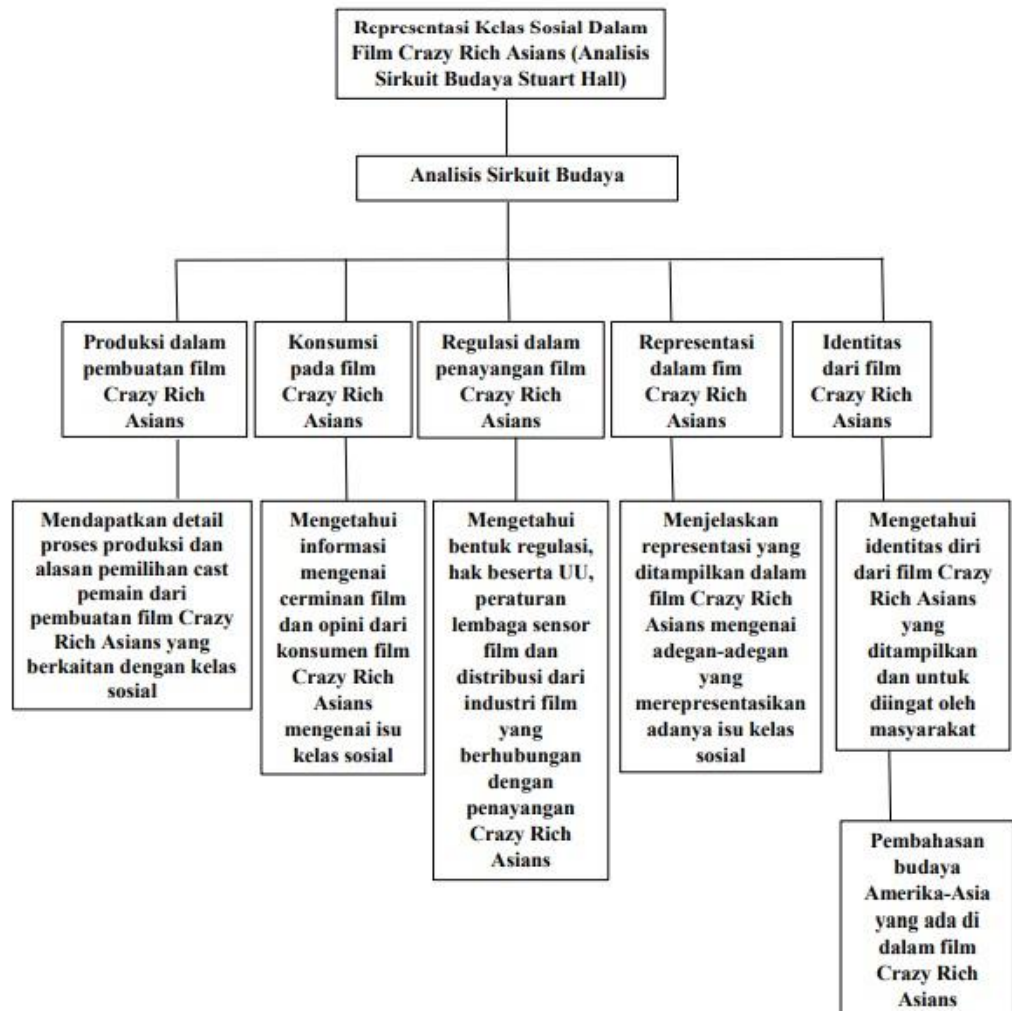 Representasi Kelas Sosial Dalam
Film Crazy Rich Asians (Analisis
Sirkuit Budaya Stuart Hall)
Analisis Sirkuit Budaya
Produksi dalam
pembuatan film
Crazy Rich
Asians
Konsumsi
pada film
Crazy Rich
Asians
Regulasi dalam
penayangan film
Crazy Rich
Asians
Representasi
dalam fim
Crazy Rich
Asians
Identitas
dari film
Crazy Rich
Asians
Mendapatkan detail
proses produksi dan
alasan pemilihan cast
pemain dari
pembuatan film Crazy
Rich Asians yang
berkaitan dengan kelas
sosial
Mengetahui
informasi
mengenai
cerminan film
dan opini dari
konsumen film
Crazy Rich
Asians
mengenai isu
kelas sosial
Mengetahui
bentuk regulasi,
hak beserta UU,
peraturan
lembaga sensor
film dan
distribusi dari
industri film
yang
berhubungan
dengan
penayangan
Crazy Rich
Asians
Menjelaskan
representasi yang
ditampilkan dalam
film Crazy Rich
Asians mengenai
adegan-adegan
yang
merepresentasikan
adanya isu kelas
sosial
Mengetahui
identitas diri
dari film Crazy
Rich Asians
yang
ditampilkan
dan untuk
diingat oleh
masyarakat
Pembahasan
budaya
Amerika-Asia
yang ada di
dalam film
Crazy Rich
Asians